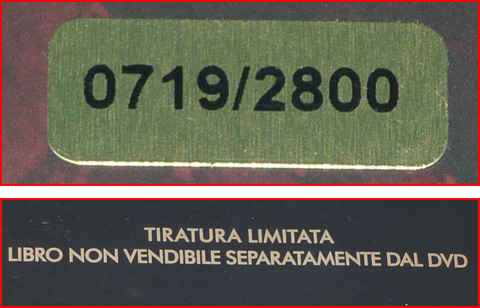 0719/2800
TIRATURA LIMITATA
LIBRO NON VENDIBILE SEPARATAMENTE DAL DVD